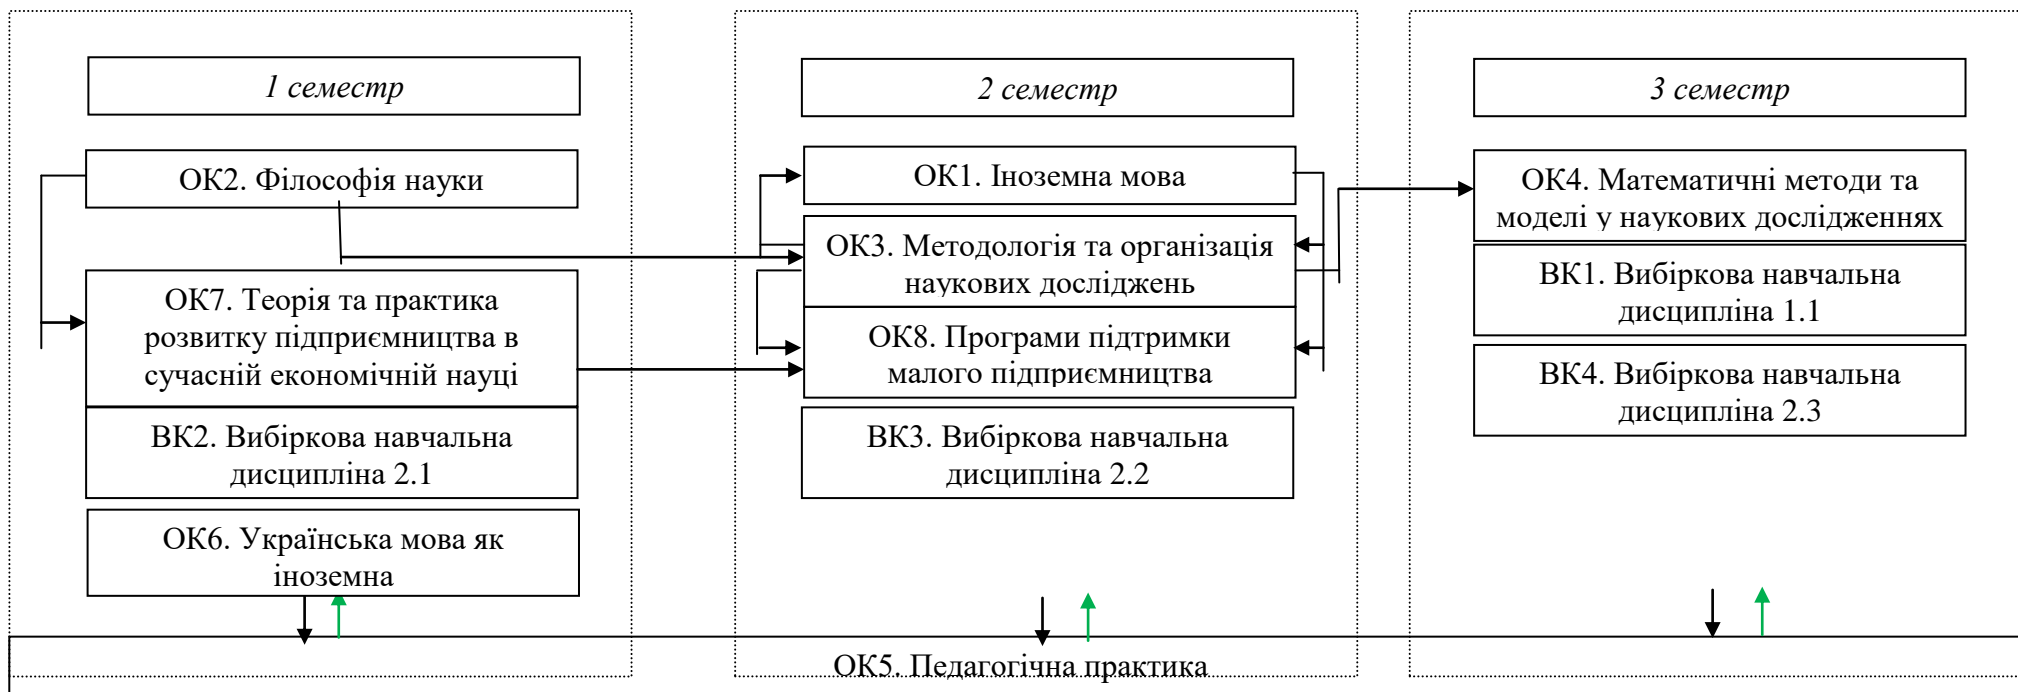 1 семестр
ОК2. Філософія науки
ОК7. Теорія та практика
розвитку підприємництва в
сучасній економічній науці
ВК2. Вибіркова навчальна
дисципліна 2.1
ОК6. Українська мова як
іноземна
2 семестр
ОК1. Іноземна мова
ОК3. Методологія та організація
наукових досліджень
ОК8. Програми підтримки
малого підприємництва
ВК3. Вибіркова навчальна
дисципліна 2.2
3 семестр
ОК4. Математичні методи та
моделі у наукових дослідженнях
ВК1. Вибіркова навчальна
дисципліна 1.1
ВК4. Вибіркова навчальна
дисципліна 2.3
ОК5. Педагогічна практика